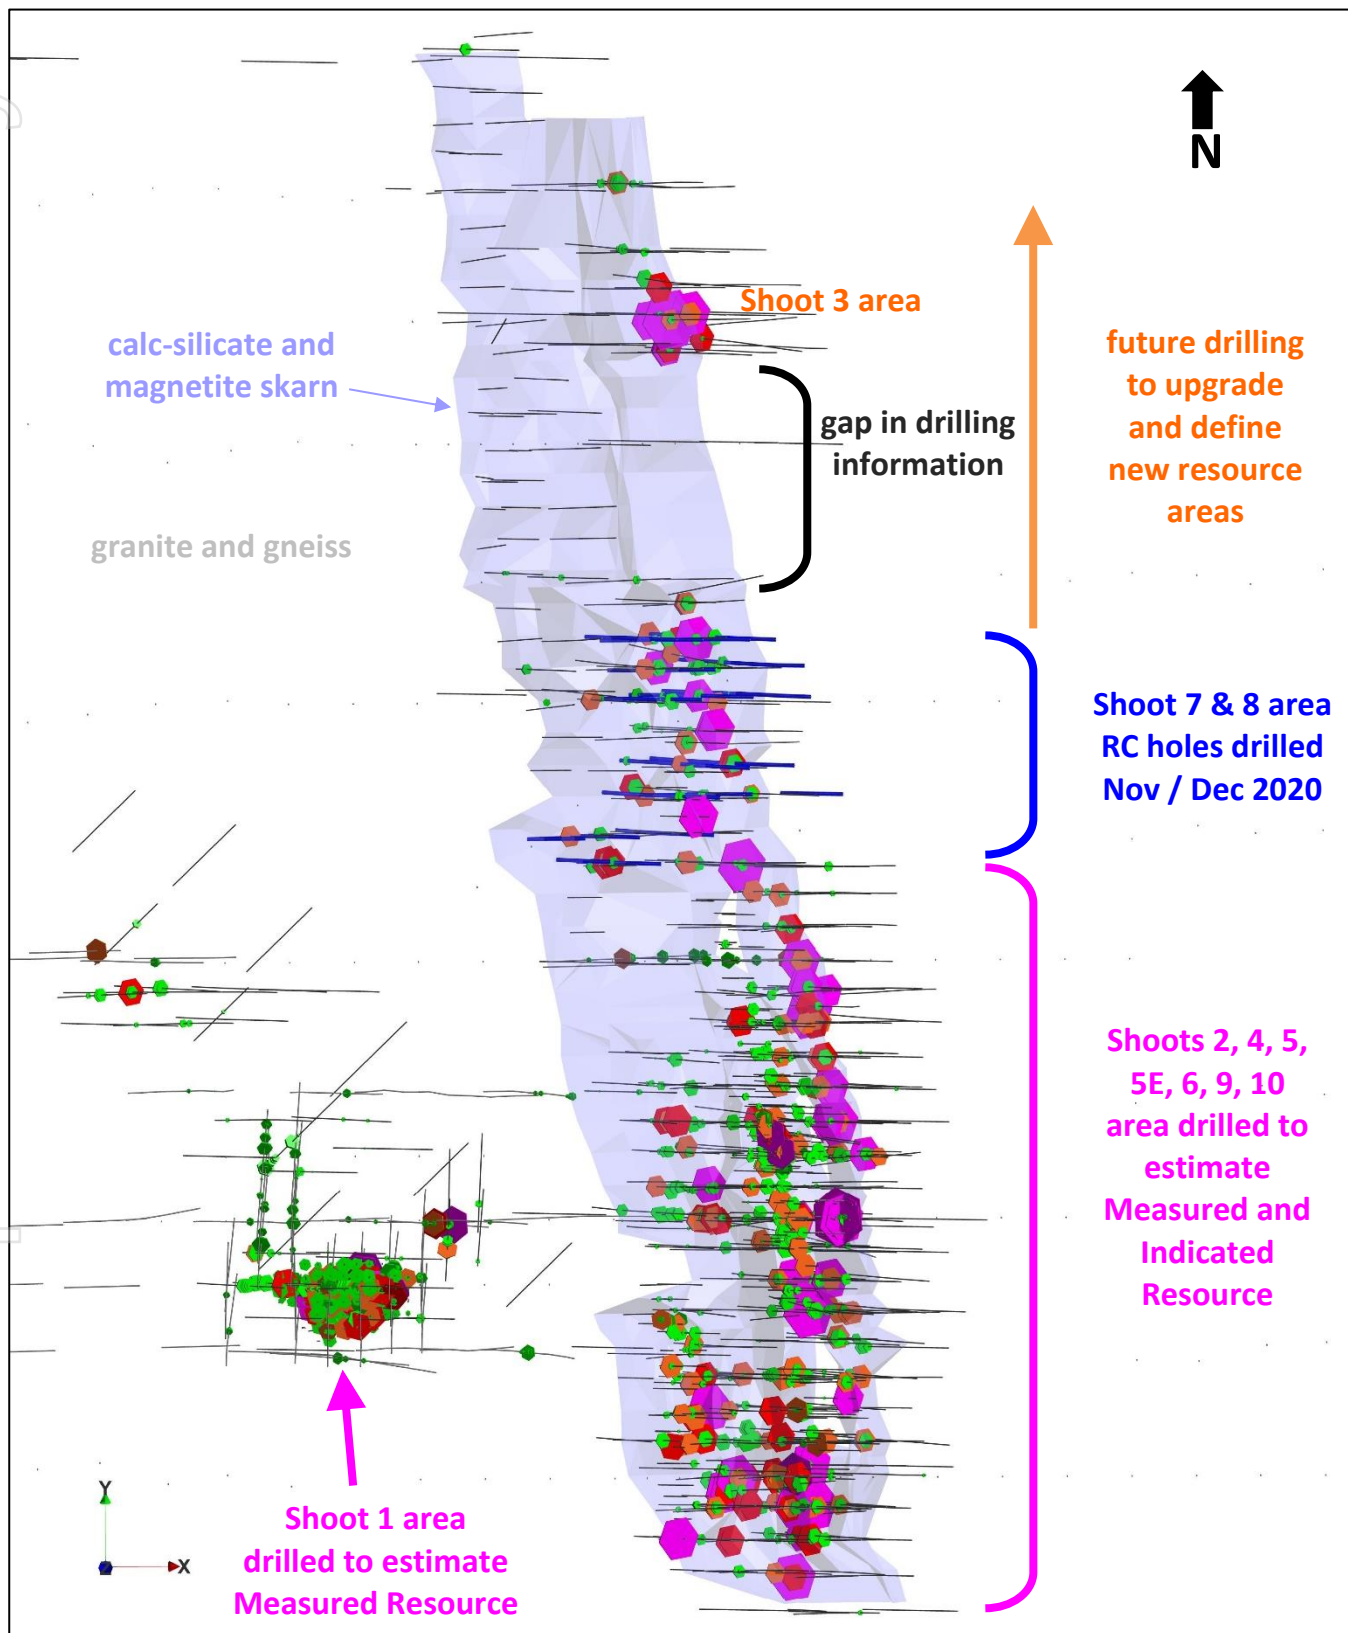 N
Shoot 3 area
calc-silicate and
magnetite skarn
future drilling
to upgrade
and define
new resource
areas
gap in drilling
information
granite and gneiss
Shoot 7 & 8 area
RC holes drilled
Nov / Dec 2020
Shoots 2, 4, 5,
5E, 6, 9, 10
area drilled to
estimate
Measured and
Indicated
Resource
Y
X
Shoot 1 area
drilled to estimate
Measured Resource